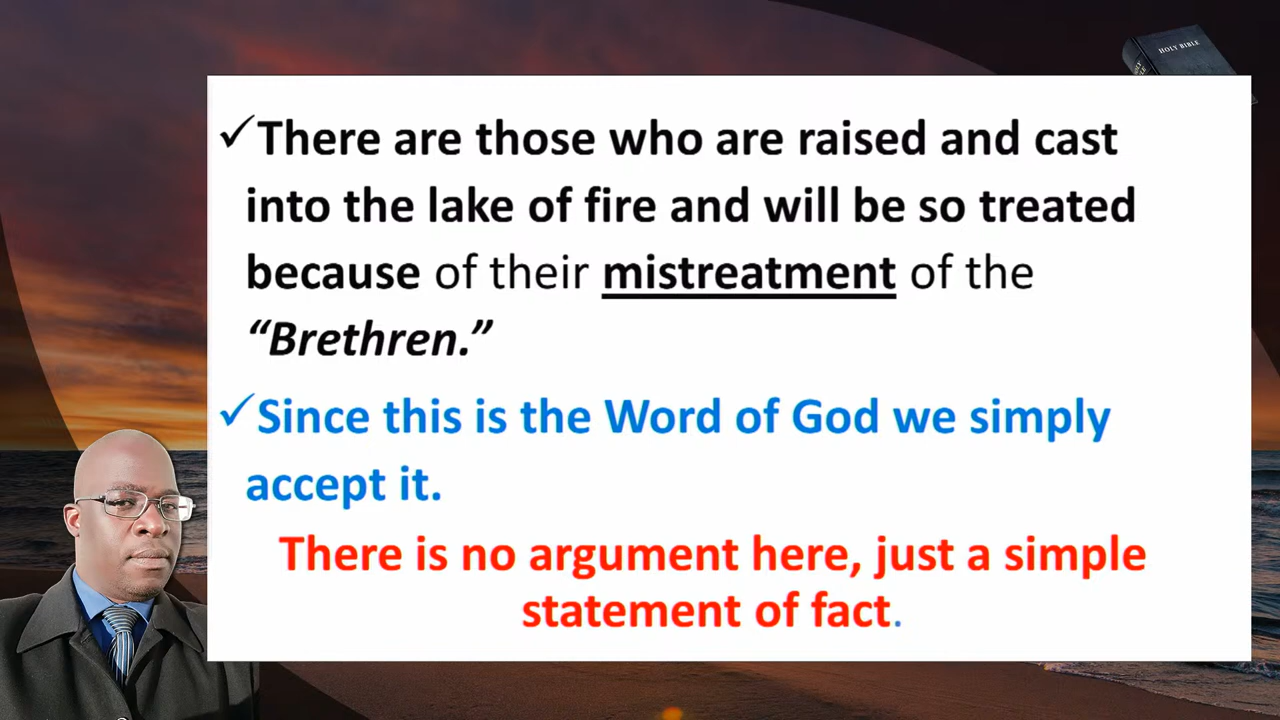 HOLY BIBLE
✓There are those who are raised and cast
into the lake of fire and will be so treated
because of their mistreatment of the
“Brethren.”
✓Since this is the Word of God we simply
accept it.
There is no argument here, just a simple
statement of fact.